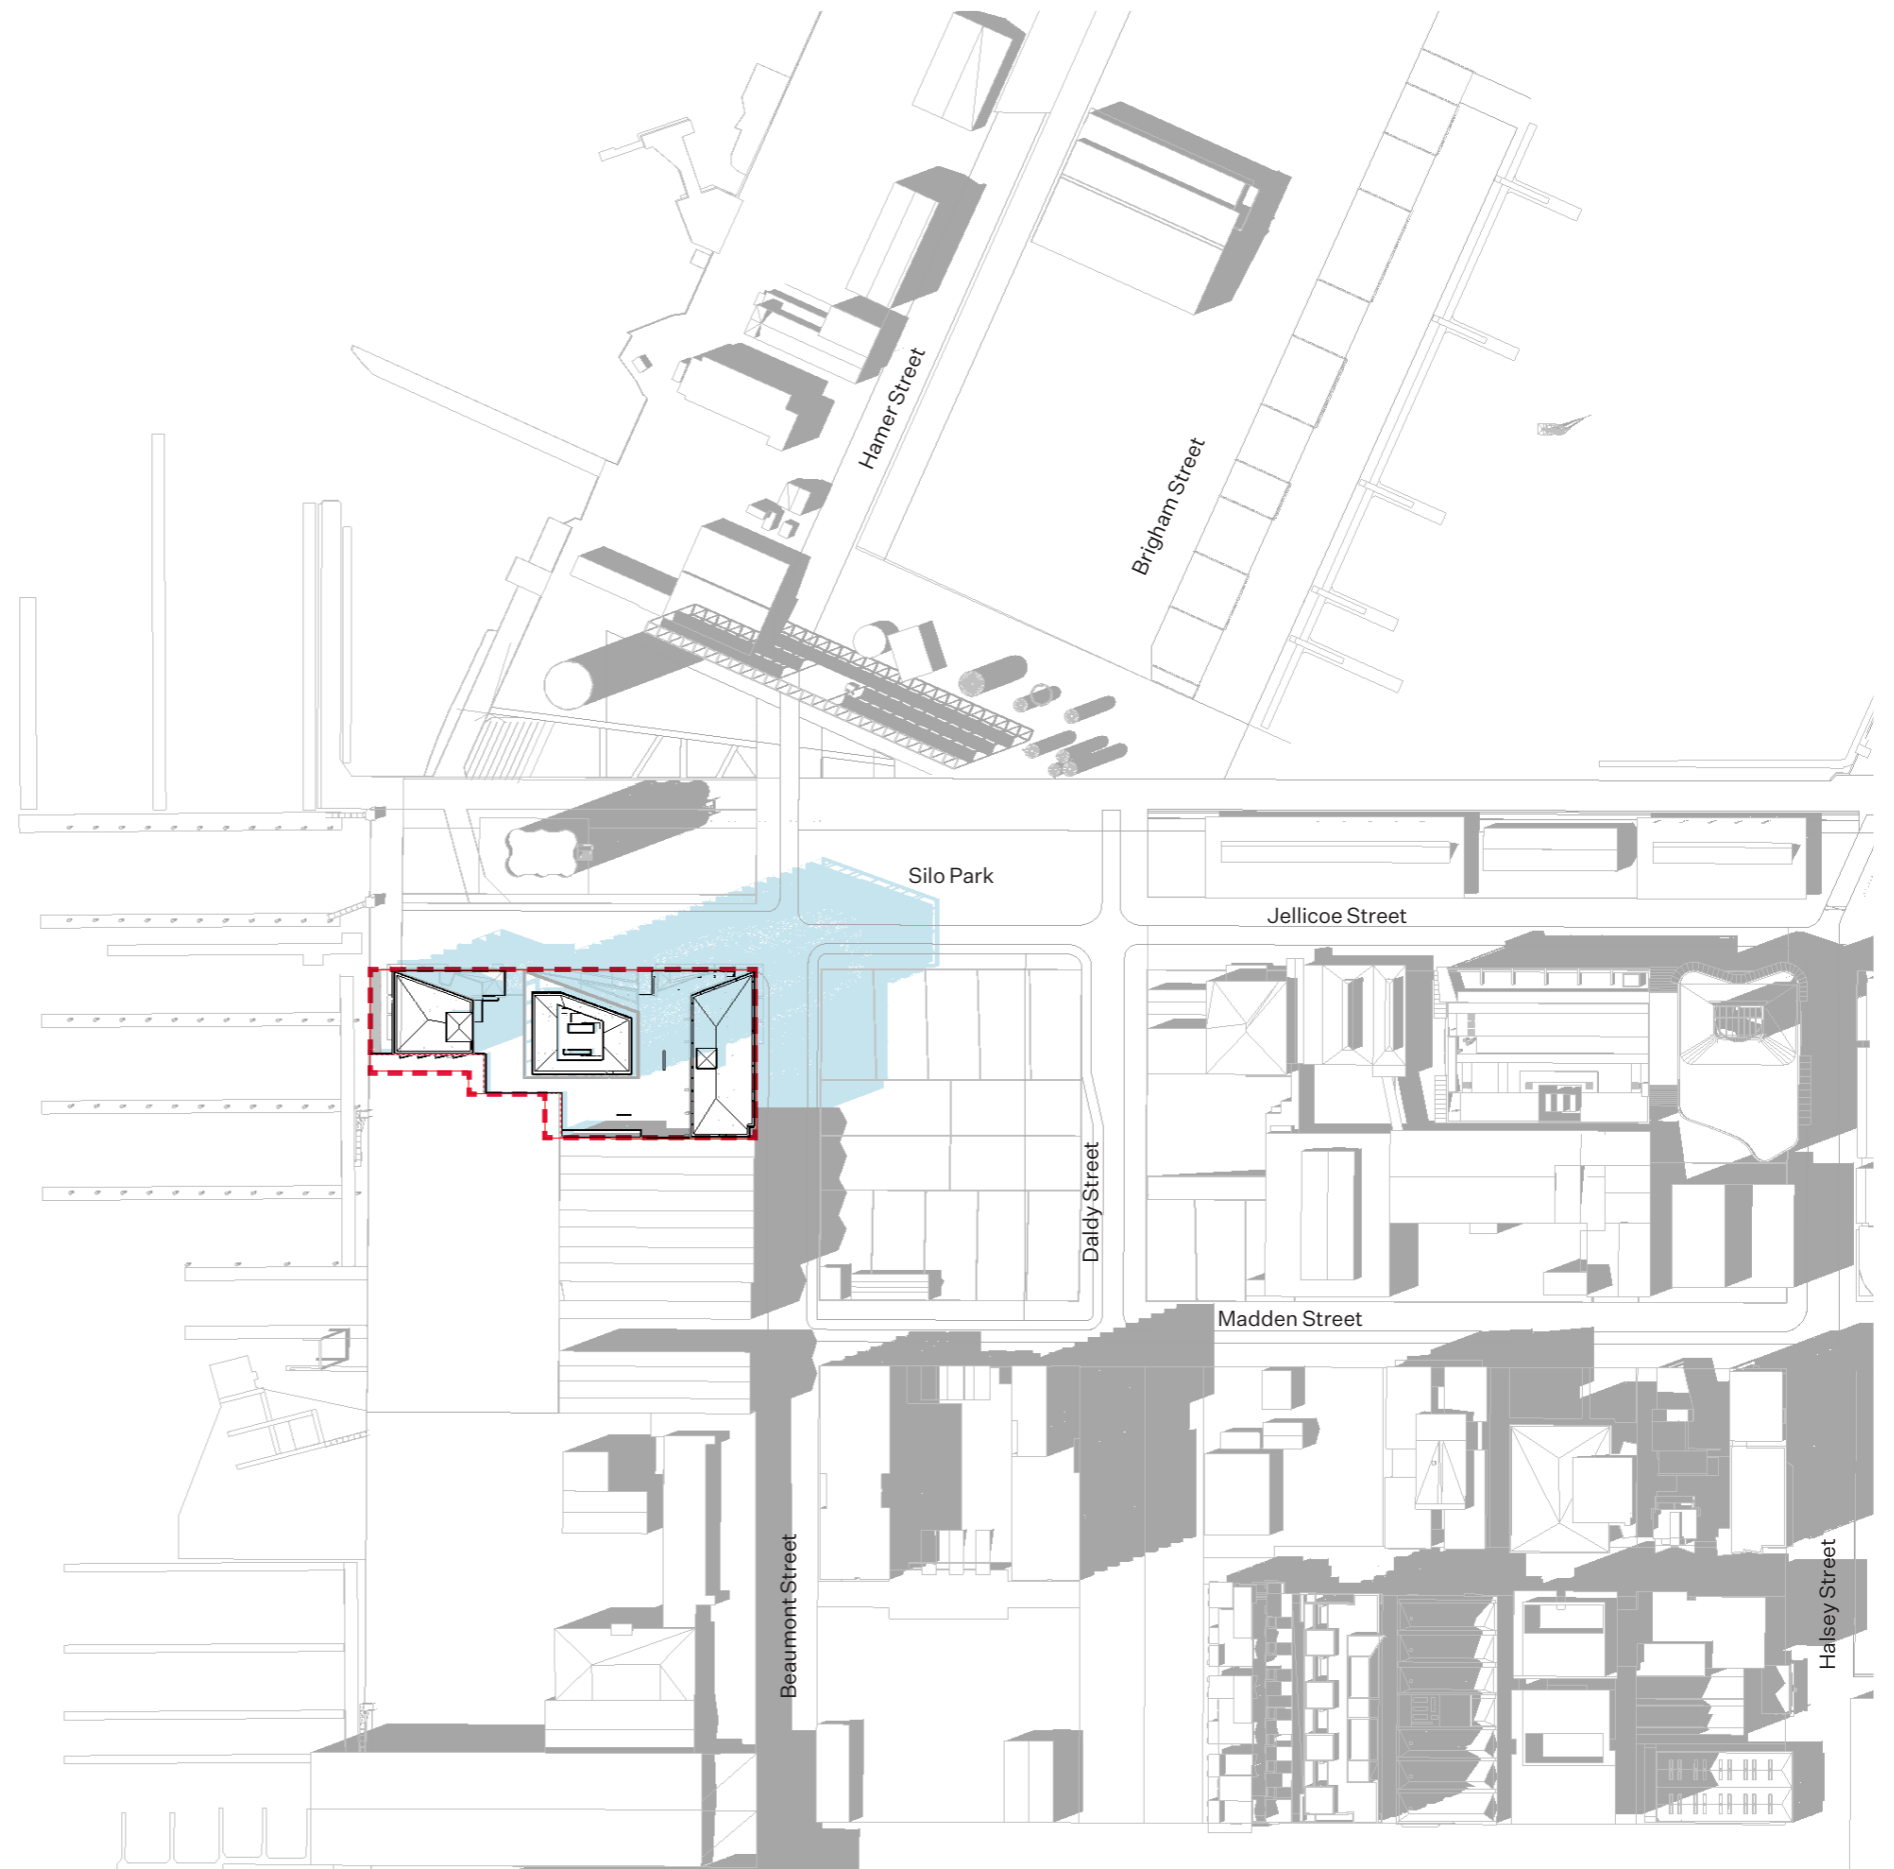 Hamer Street
Brigham Street
Silo Park
Jellicoe Street
Daldy Street
Madden Street
Beaumont Street
Halsey Street